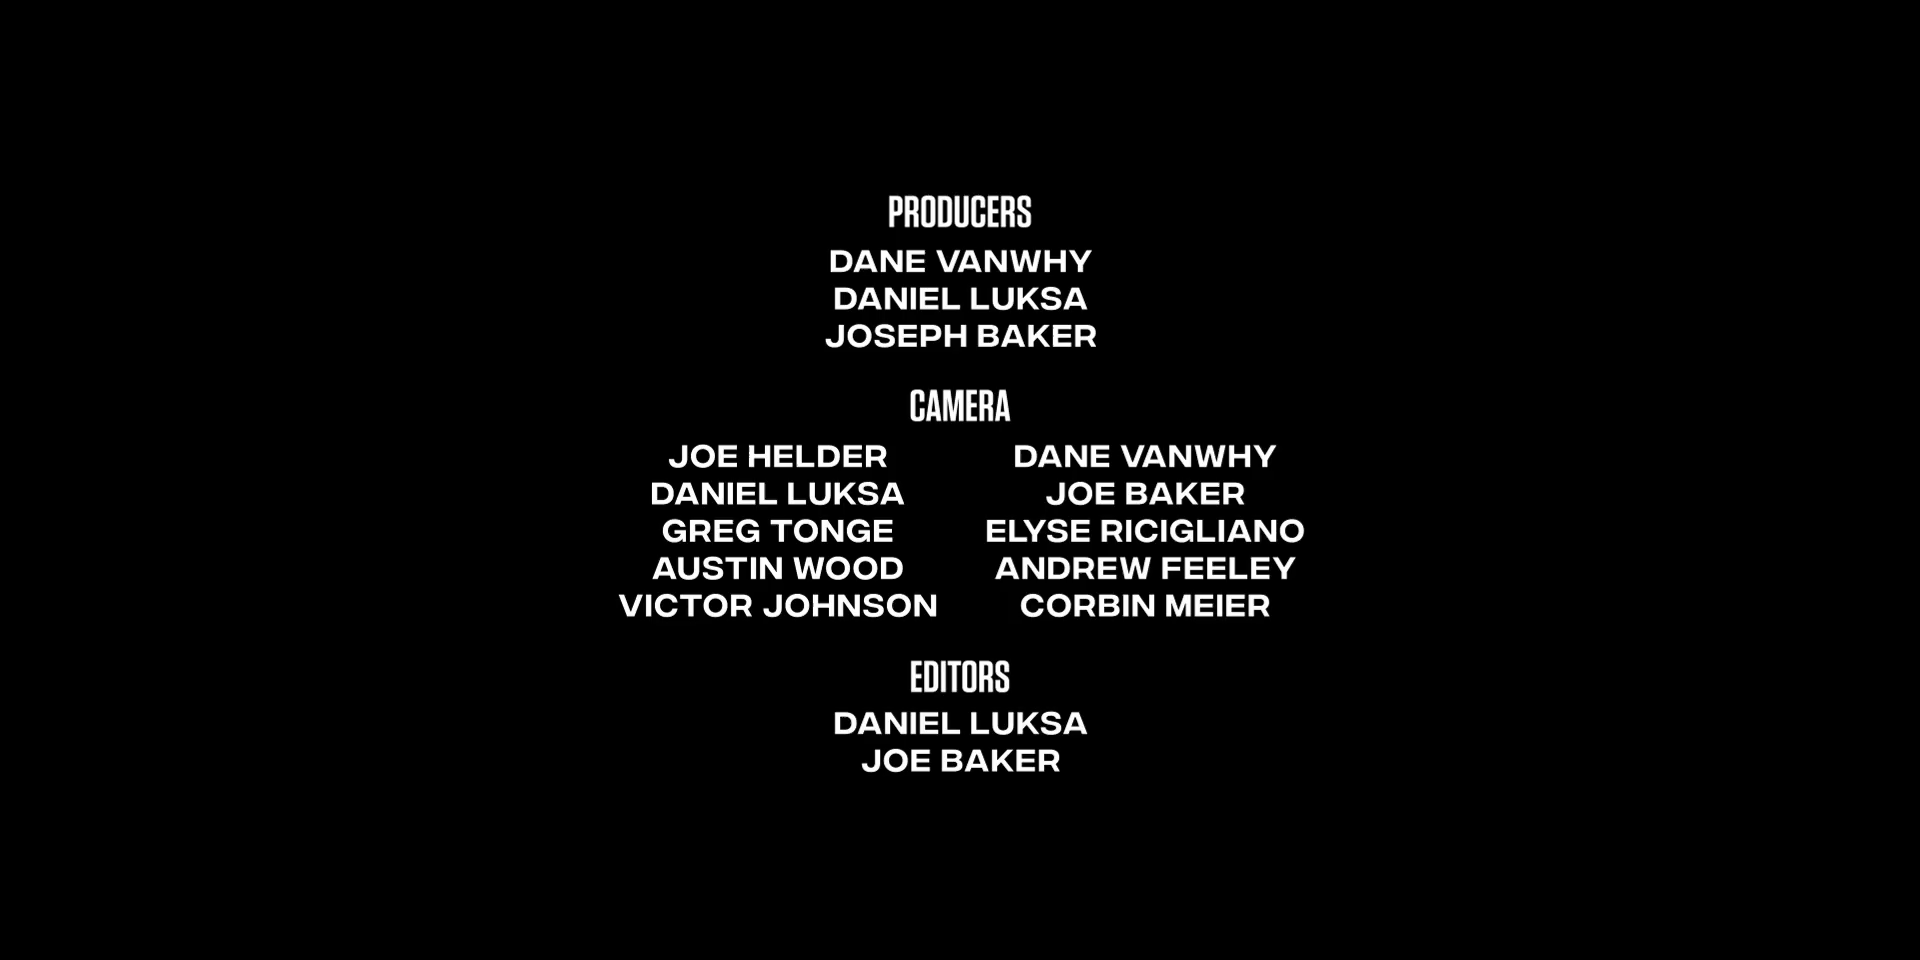 PRODUCERS
DANE VANWHY
DANIEL LUKSA
JOSEPH BAKER
CAMERA
JOE HELDER
DANIEL LUKSA
GREG TONGE
AUSTIN WOOD
VICTOR JOHNSON
DANE VANWHY
JOE BAKER
ELYSE RICIGLIANO
ANDREW FEELEY
CORBIN MEIER
EDITORS
DANIEL LUKSA
JOE BAKER